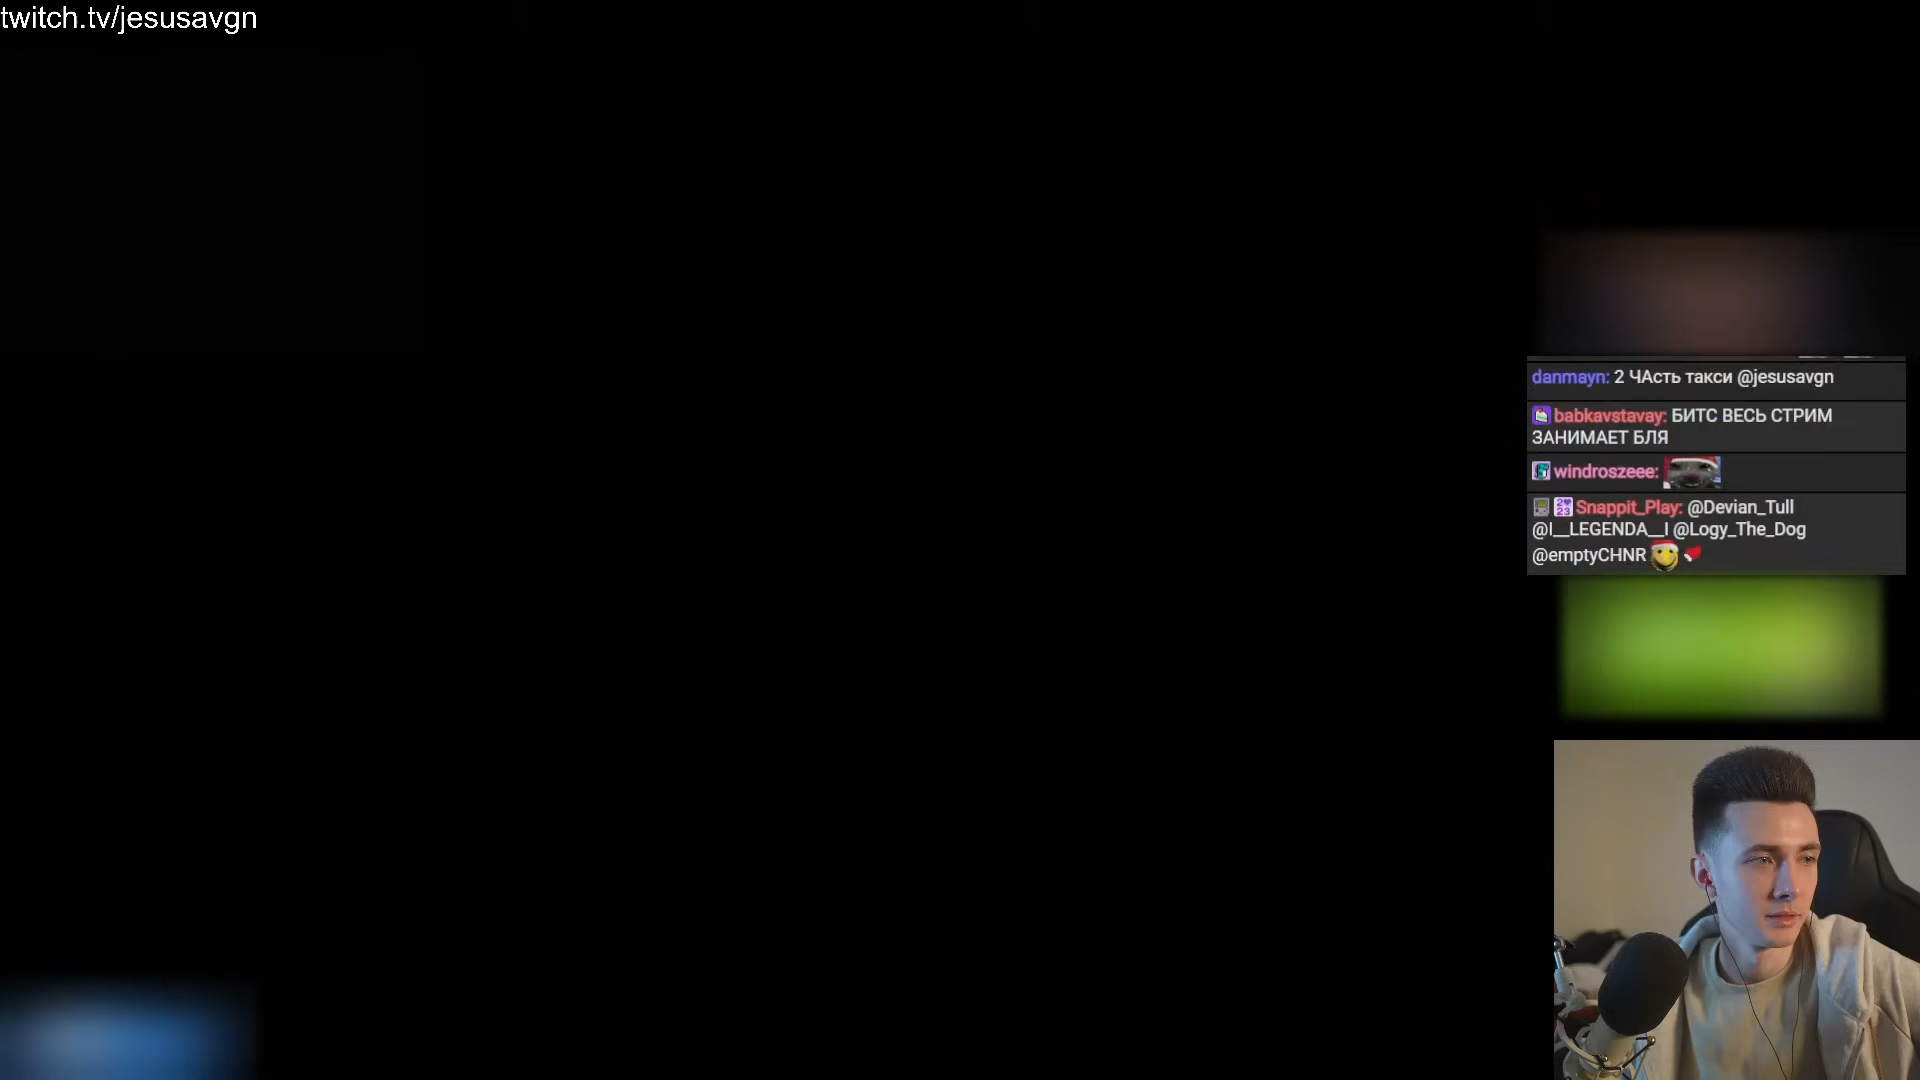 twitch.tv/jesusavgn
danmayn: 2 ЧАсть такси @jesusavgn
babkavstavay: БИТС ВЕСЬ СТРИМ
ЗАНИМАЕТ БЛЯ
windroszeee:
Snappit_Play: @Devian_Tull
@I__LEGENDA__I @Logy_The_Dog
@emptyCHNR